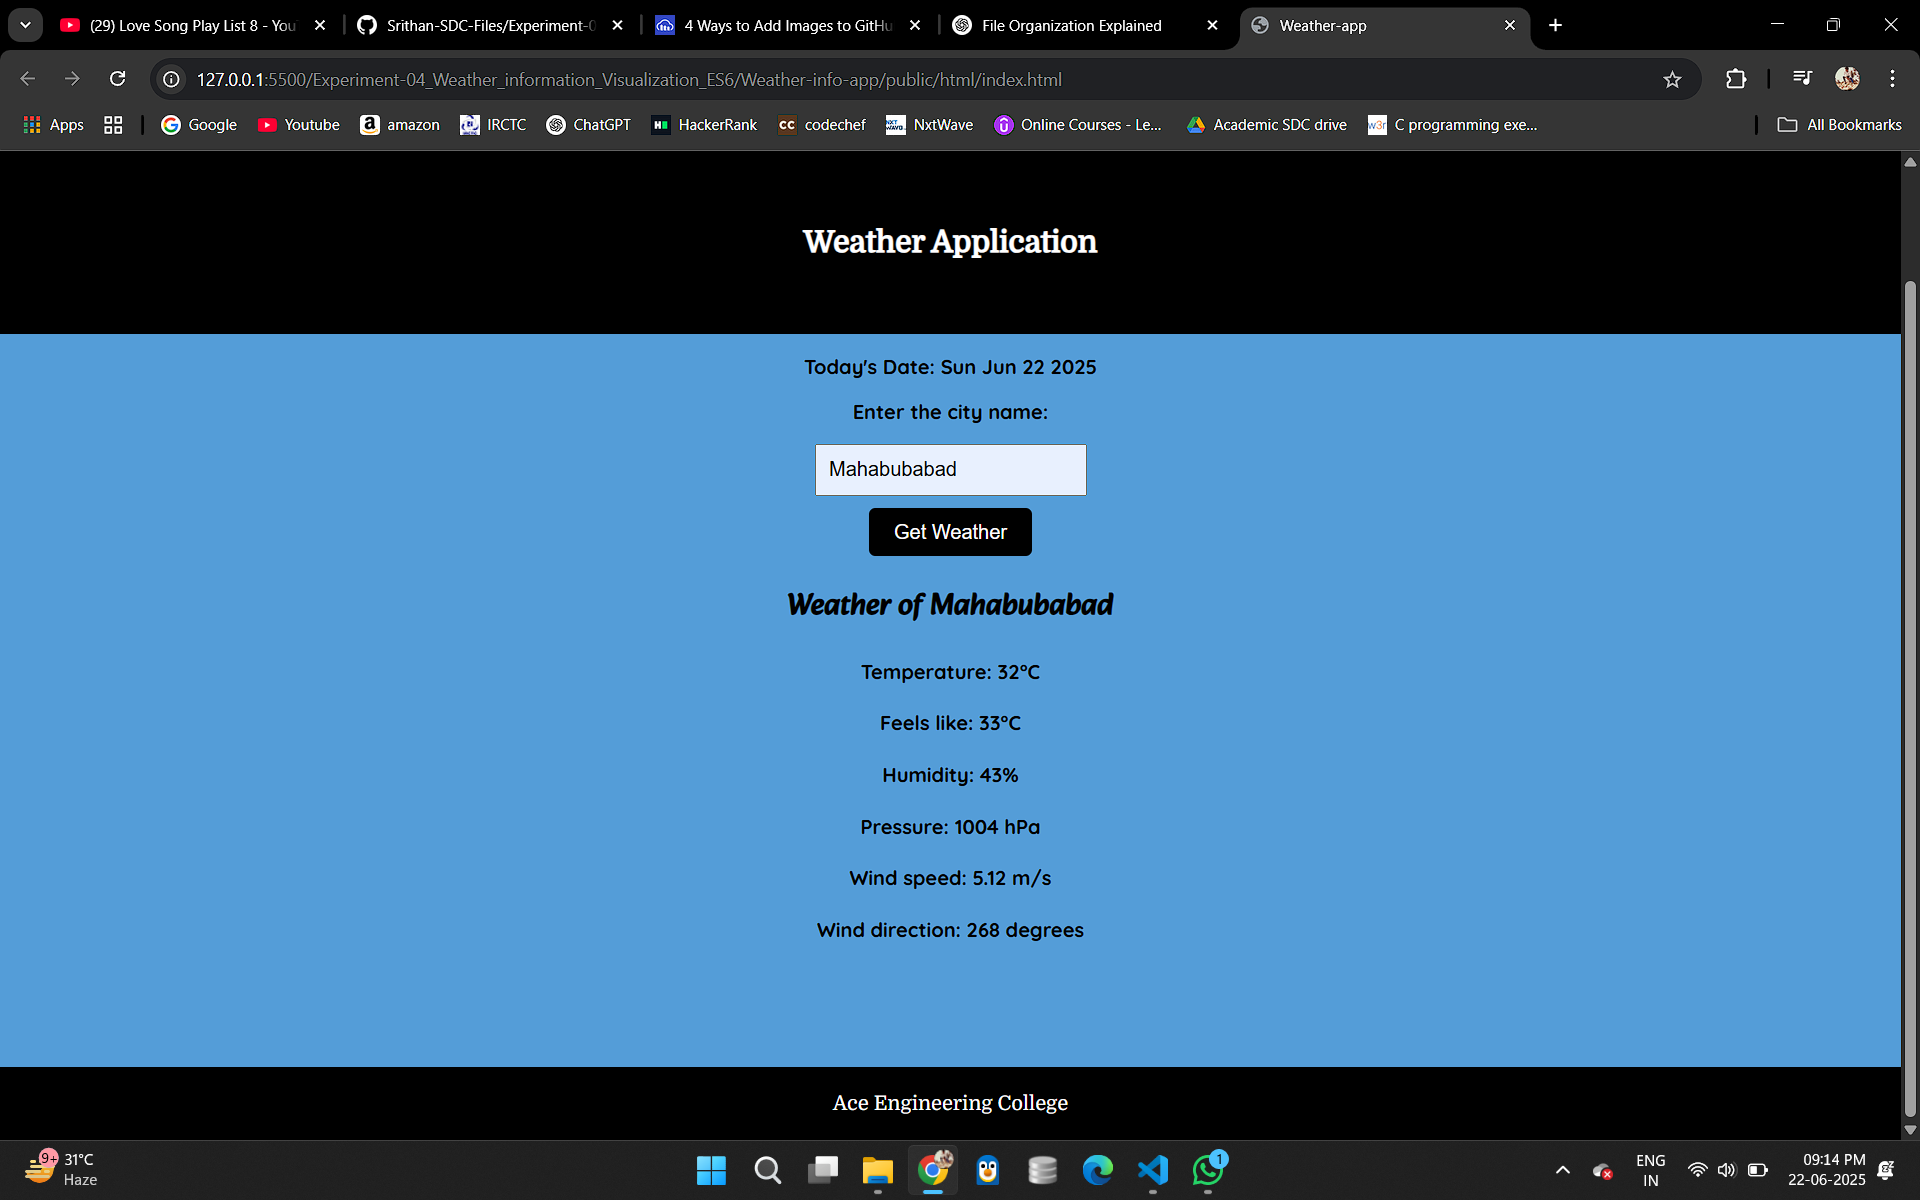 (29) Love Song Play List 8 - You
Srithan-SDC-Files/Experiment-0
4 Ways to Add Images to GitHu
File Organization Explained
Weather-app
127.0.0.1:5500/Experiment-04_Weather_information_Visualization_ES6/Weather-info-app/public/html/index.html
Apps
Google
Youtube
amazon
IRCTC
ChatGPT
HackerRank
codechef
NxtWave
Online Courses - Le...
Academic SDC drive
C programming exe...
All Bookmarks
Weather Application
Today's Date: Sun Jun 22 2025
Enter the city name:
Mahabubabad
Get Weather
Weather of Mahabubabad
Temperature: 32°C
Feels like: 33°C
Humidity: 43%
Pressure: 1004 hPa
Wind speed: 5.12 m/s
Wind direction: 268 degrees
Ace Engineering College
9+
31°C
Haze
1
ENG
IN
09:14 PM
22-06-2025